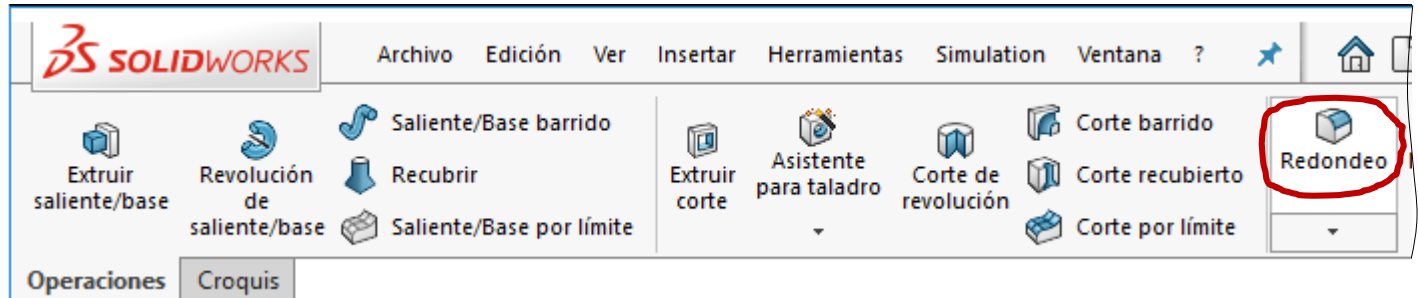 SOLIDWORKS Archivo Edición Ver Insertar Herramientas Simulation Ventana ?
Extruir saliente/base
Revolución de saliente/base
Saliente/Base barrido
Recubrir
Saliente/Base por límite
Extruir corte
Asistente para taladro
Corte de revolución
Corte barrido
Corte recubierto
Corte por límite
Redondeo
Operaciones Croquis